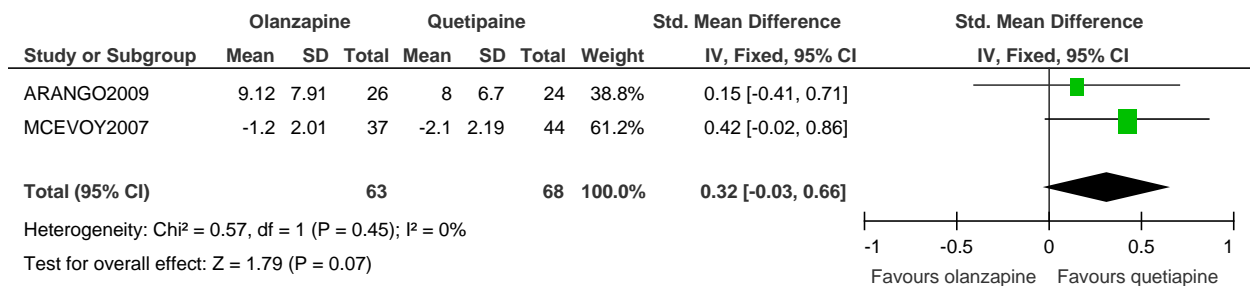 Olanzapine Quetipaine Std. Mean Difference Std. Mean Difference
Study or Subgroup Mean SD Total Mean SD Total Weight IV, Fixed, 95% CI IV, Fixed, 95% CI
ARANGO2009 9.12 7.91 26 8 6.7 24 38.8% 0.15 [-0.41, 0.71]
MCEVOY2007 -1.2 2.01 37 -2.1 2.19 44 61.2% 0.42 [-0.02, 0.86]
Total (95% CI) 63 68 100.0% 0.32 [-0.03, 0.66]
Heterogeneity: Chi² = 0.57, df = 1 (P = 0.45); I² = 0%
Test for overall effect: Z = 1.79 (P = 0.07)
-1 -0.5 0 0.5 1
Favours olanzapine Favours quetiapine